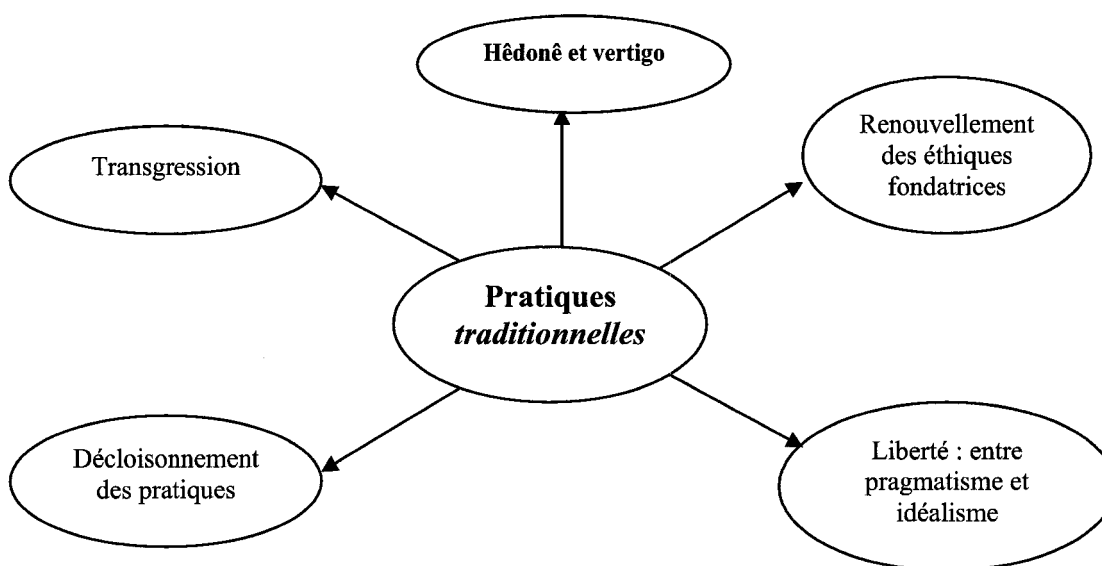 Hêdonê et vertigo
Transgression
Renouvellement
des éthiques
fondatrices
Pratiques
traditionnelles
Décloisonnement
des pratiques
Liberté : entre
pragmatisme et
idéalisme